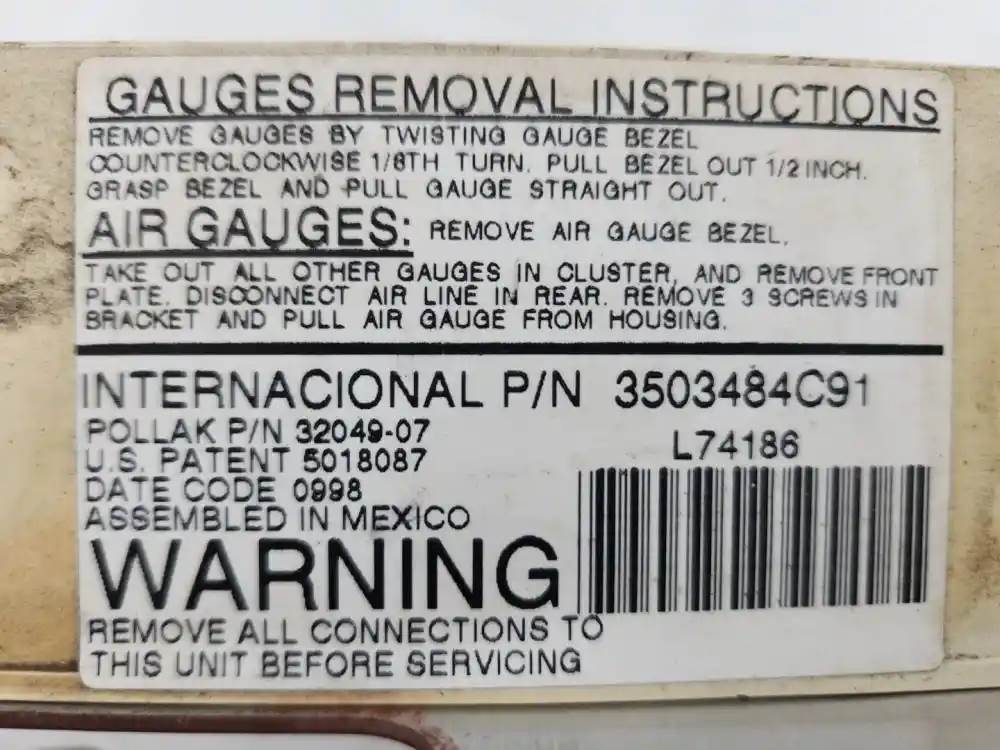 GAUGES REMOVAL INSTRUCTIONS
REMOVE GAUGES BY TWISTING GAUGE BEZEL
COUNTERCLOCKWISE 1/8TH TURN. PULL BEZEL OUT 1/2 INCH.
GRASP BEZEL AND PULL GAUGE STRAIGHT OUT.
AIR GAUGES: REMOVE AIR GAUGE BEZEL.
TAKE OUT ALL OTHER GAUGES IN CLUSTER, AND REMOVE FRONT
PLATE. DISCONNECT AIR LINE IN REAR. REMOVE 3 SCREWS IN
BRACKET AND PULL AIR GAUGE FROM HOUSING.
INTERNACIONAL P/N 3503484C91
POLLAK P/N 32049-07
L74186
U.S. PATENT 5018087
DATE CODE 0998
ASSEMBLED IN MEXICO
WARNING
REMOVE ALL CONNECTIONS TO
THIS UNIT BEFORE SERVICING